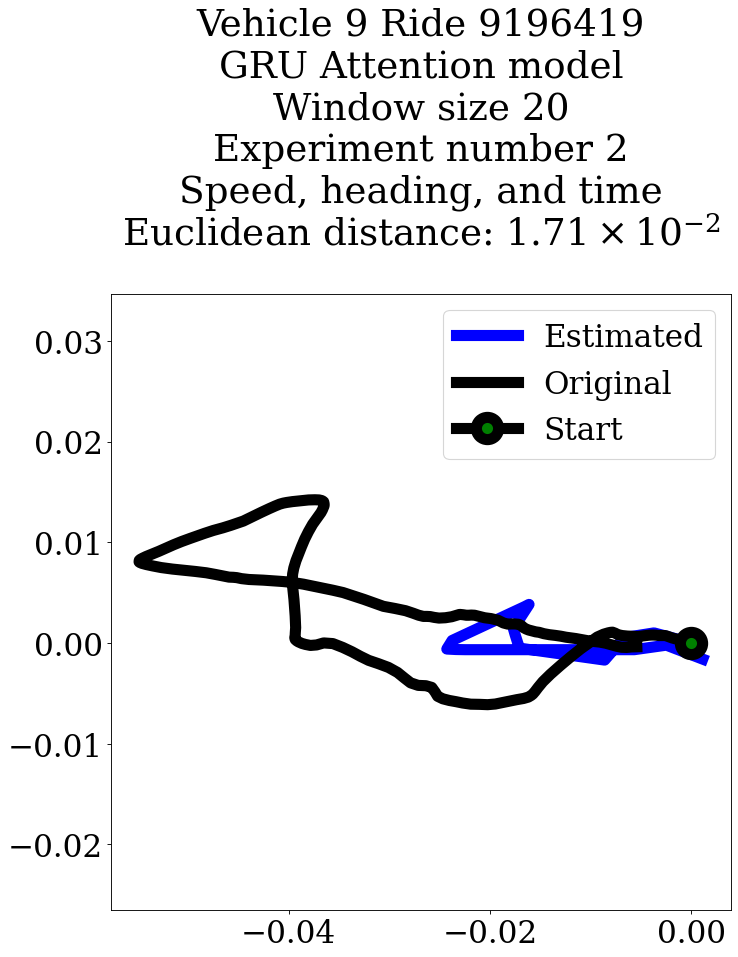 Vehicle 9 Ride 9196419
GRU Attention model
Window size 20
Experiment number 2
Speed, heading, and time
Euclidean distance: 1.71 × 10⁻²
Estimated
Original
Start
0.03
0.02
0.01
0.00
−0.01
−0.02
−0.04
−0.02
0.00